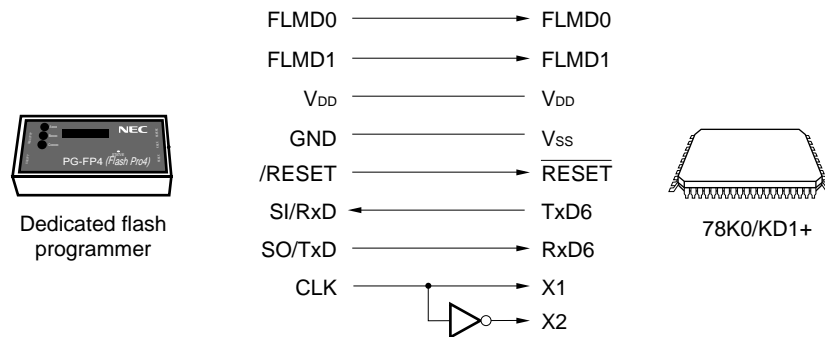 FLMD0 FLMD0
FLMD1 FLMD1
VDD VDD
GND VSS
/RESET RESET
SI/RxD TxD6
SO/TxD RxD6
CLK X1
X2
NEC
PG-FP4 (Flash Pro4)
Dedicated flash
programmer
78K0/KD1+